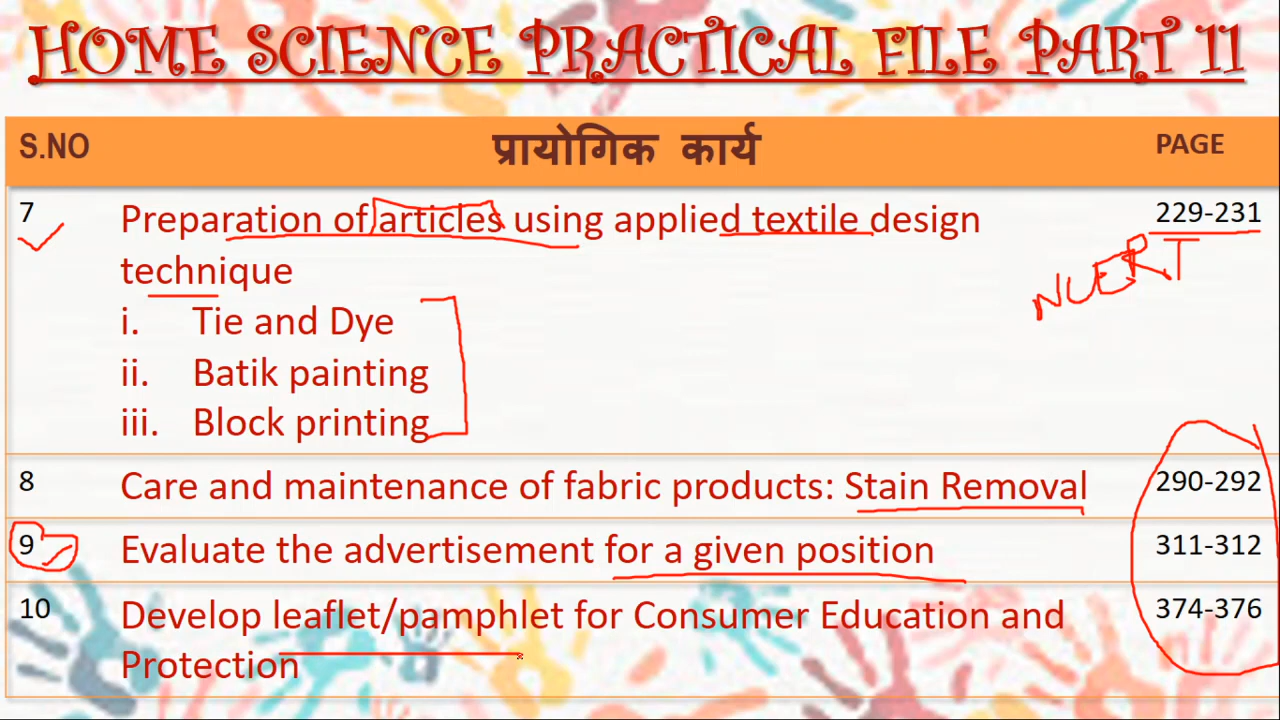 HOME SCIENCE PRACTICAL FILE PART 11
S.NO प्रायोगिक कार्य PAGE
7 Preparation of articles using applied textile design 229-231
technique
NCERT
i. Tie and Dye
ii. Batik painting
iii. Block printing
8 Care and maintenance of fabric products: Stain Removal 290-292
9 Evaluate the advertisement for a given position 311-312
10 Develop leaflet/pamphlet for Consumer Education and 374-376
Protection